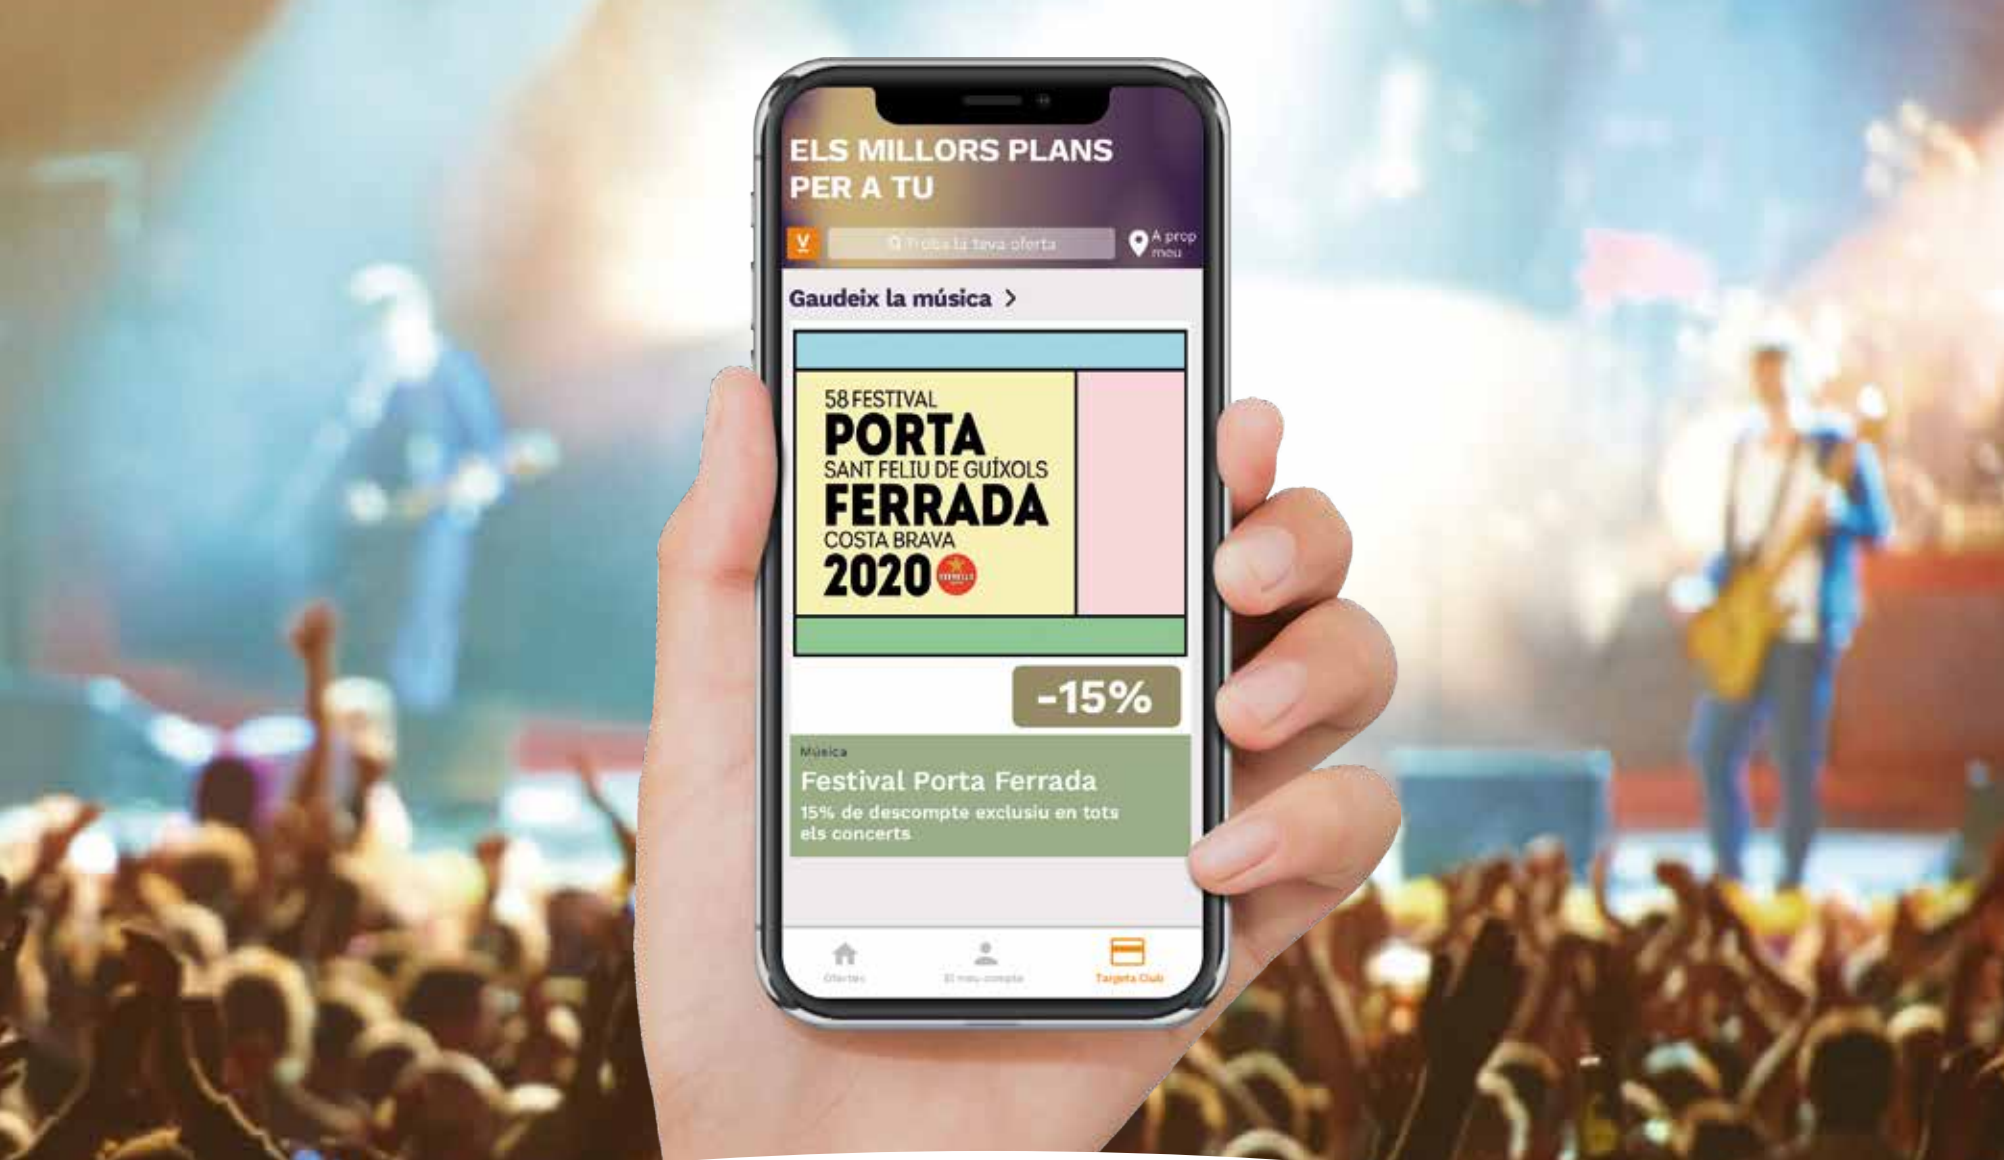 ELS MILLORS PLANS
PER A TU
V
Troba la teva oferta
A prop
meu
Gaudeix la música >
58 FESTIVAL
PORTA
SANT FELIU DE GUÍXOLS
FERRADA
COSTA BRAVA
2020
-15%
Música
Festival Porta Ferrada
15% de descompte exclusiu en tots
els concerts
Ofertes
El meu compte
Targeta Club